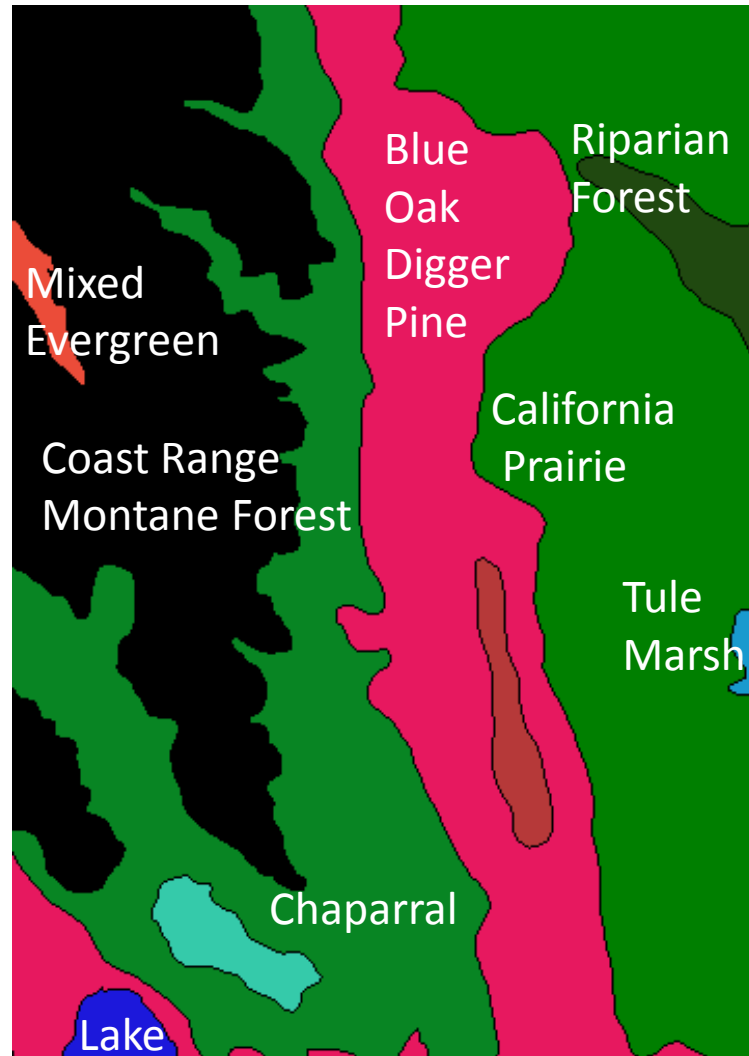 Blue
Oak
Digger
Pine
Riparian
Forest
Mixed
Evergreen
California
Prairie
Coast Range
Montane Forest
Tule
Marsh
Chaparral
Lake